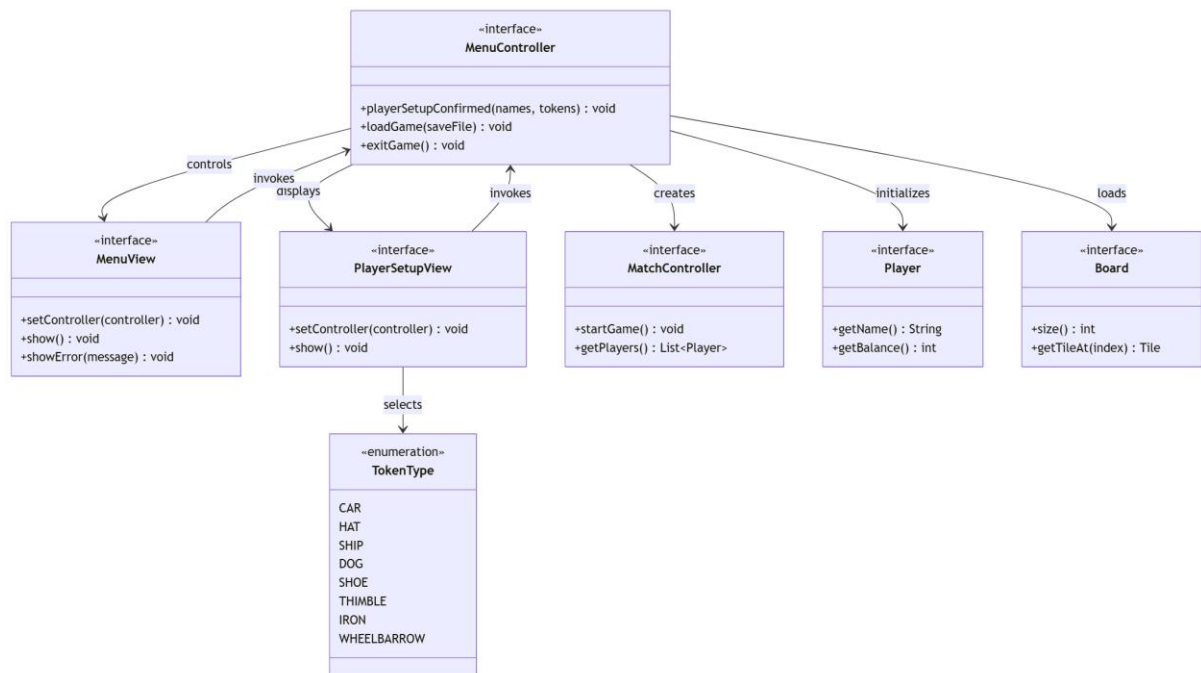 «interface»
MenuController
+playerSetupConfirmed(names, tokens) : void
+loadGame(saveFile) : void
+exitGame() : void
controls
invokes
displays
invokes
creates
initializes
loads
«interface»
MenuView
+setController(controller) : void
+show() : void
+showError(message) : void
«interface»
PlayerSetupView
+setController(controller) : void
+show() : void
«interface»
MatchController
+startGame() : void
+getPlayers() : List<Player>
«interface»
Player
+getName() : String
+getBalance() : int
«interface»
Board
+size() : int
+getTileAt(index) : Tile
selects
«enumeration»
TokenType
CAR
HAT
SHIP
DOG
SHOE
THIMBLE
IRON
WHEELBARROW